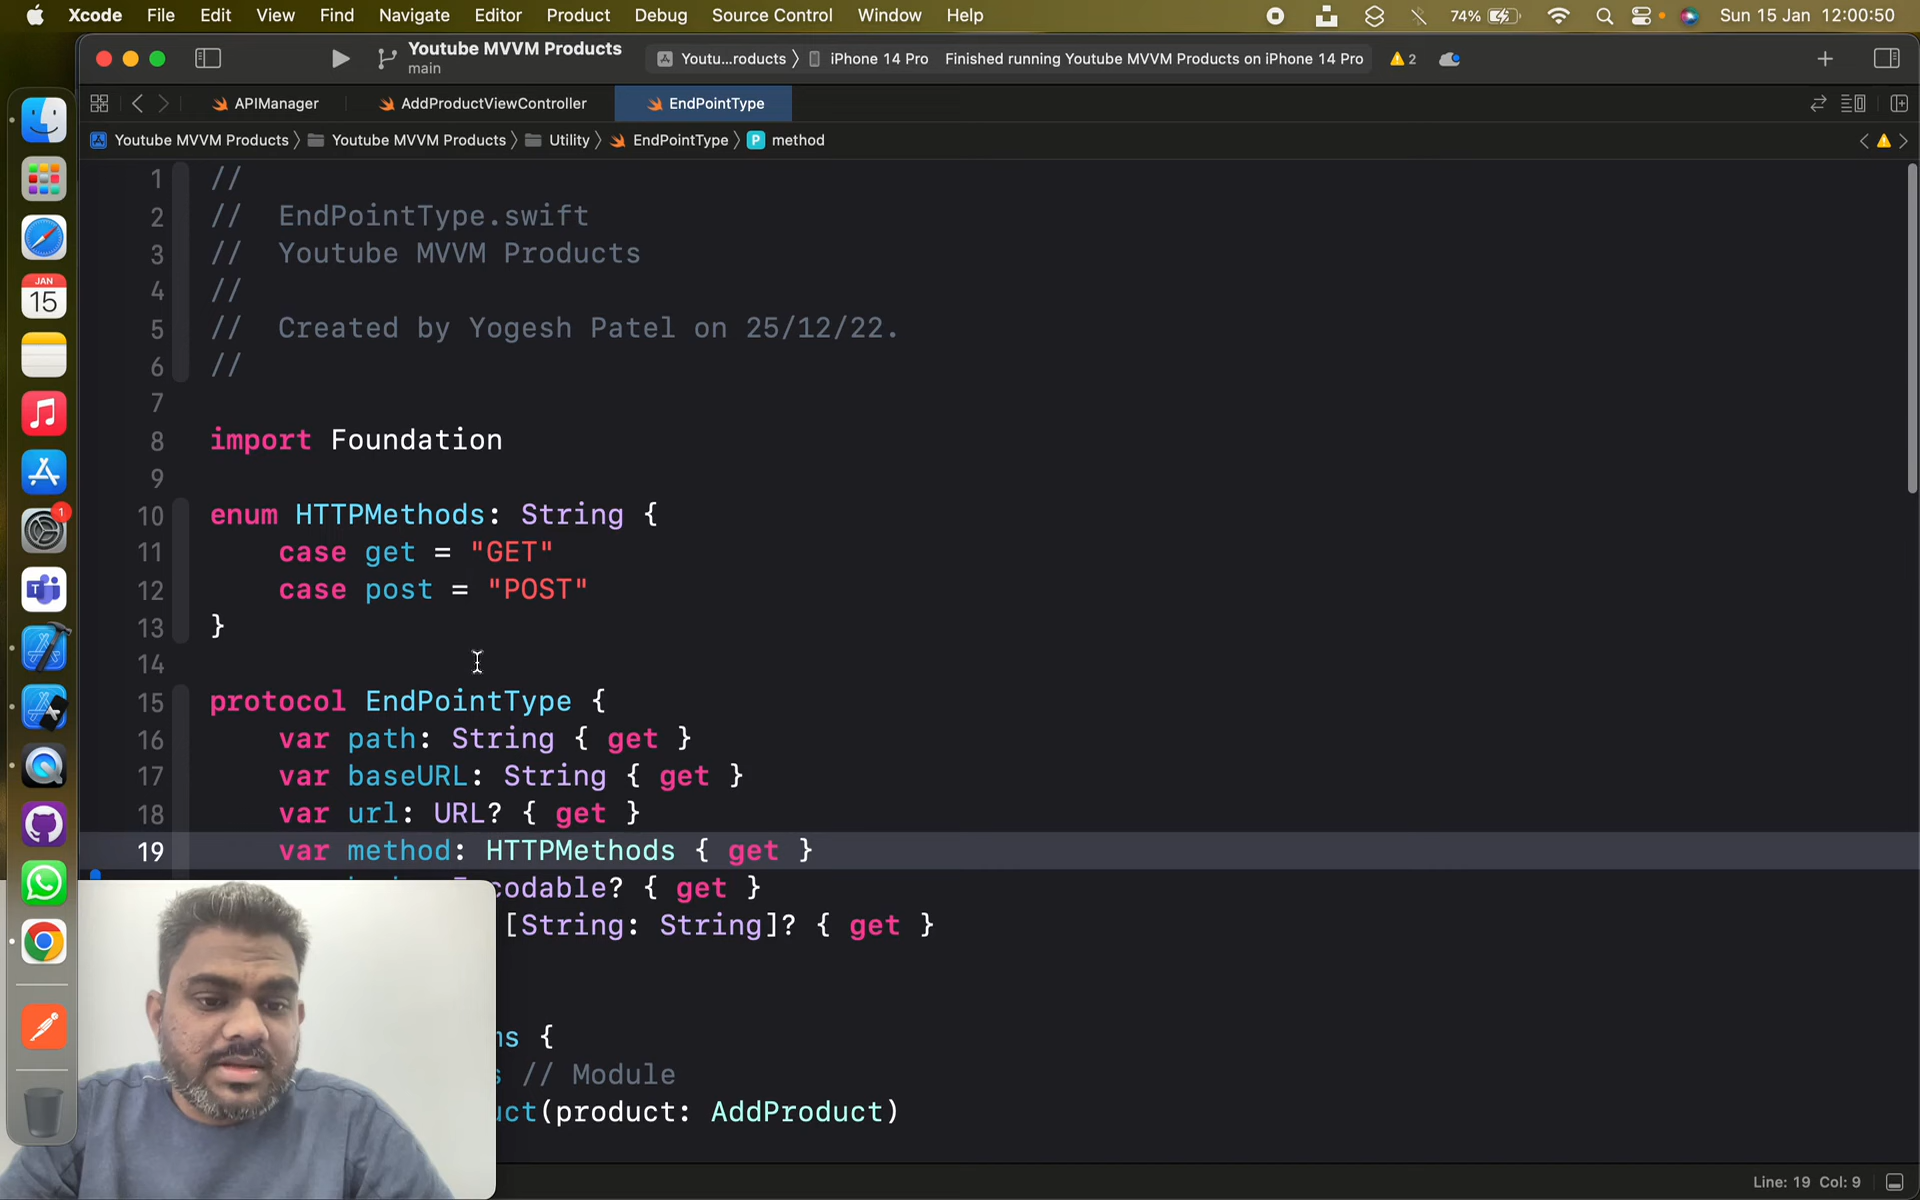 Xcode File Edit View Find Navigate Editor Product Debug Source Control Window Help 74% Sun 15 Jan 12:00:50
Youtube MVVM Products
main
Youtu...roducts 〉 iPhone 14 Pro Finished running Youtube MVVM Products on iPhone 14 Pro 2
APIManager AddProductViewController EndPointType
Youtube MVVM Products 〉 Youtube MVVM Products 〉 Utility 〉 EndPointType 〉 P method
1 //
2 //  EndPointType.swift
3 //  Youtube MVVM Products
4 //
5 //  Created by Yogesh Patel on 25/12/22.
6 //
7
8 import Foundation
9
10 enum HTTPMethods: String {
11     case get = "GET"
12     case post = "POST"
13 }
14
15 protocol EndPointType {
16     var path: String { get }
17     var baseURL: String { get }
18     var url: URL? { get }
19     var method: HTTPMethods { get }
codable? { get }
[String: String]? { get }
s {
// Module
uct(product: AddProduct)
JAN
15
1
Line: 19 Col: 9